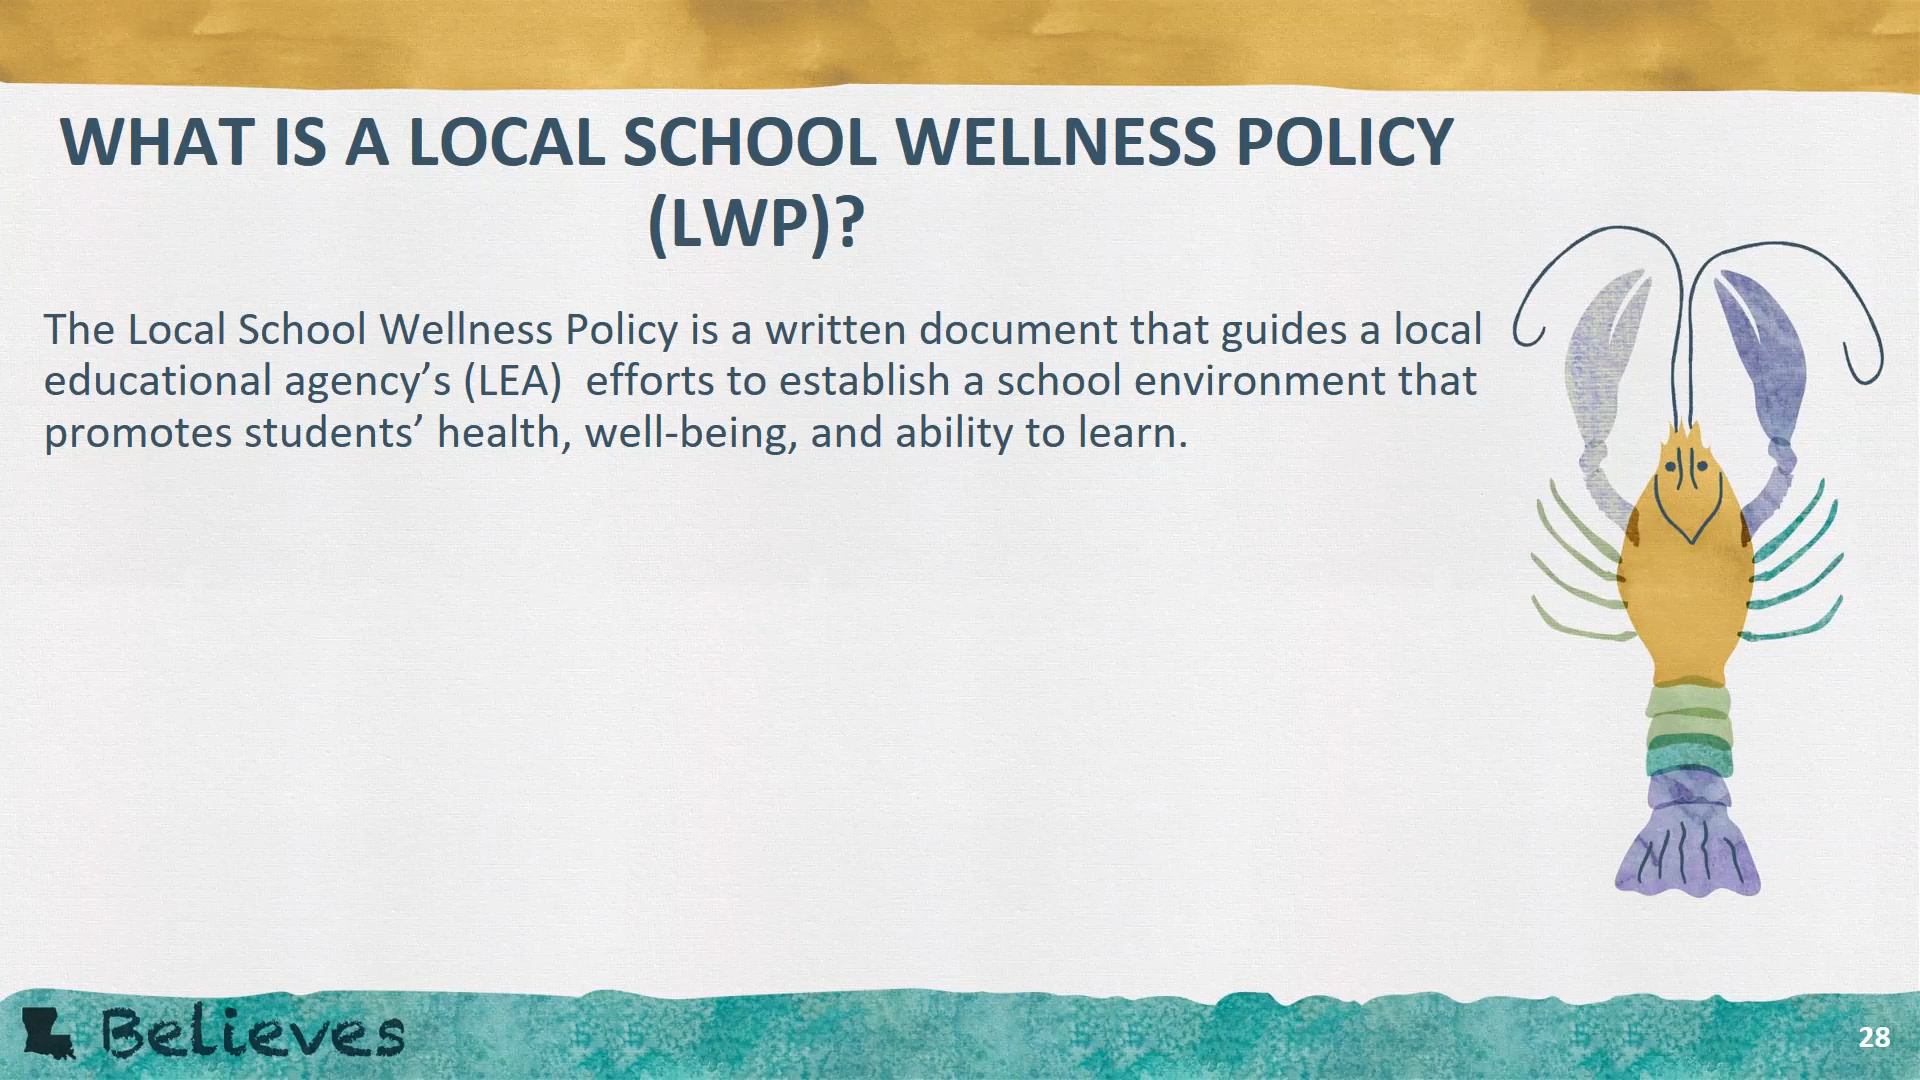 WHAT IS A LOCAL SCHOOL WELLNESS POLICY
(LWP)?
The Local School Wellness Policy is a written document that guides a local
educational agency’s (LEA)  efforts to establish a school environment that
promotes students’ health, well-being, and ability to learn.
Believes
28